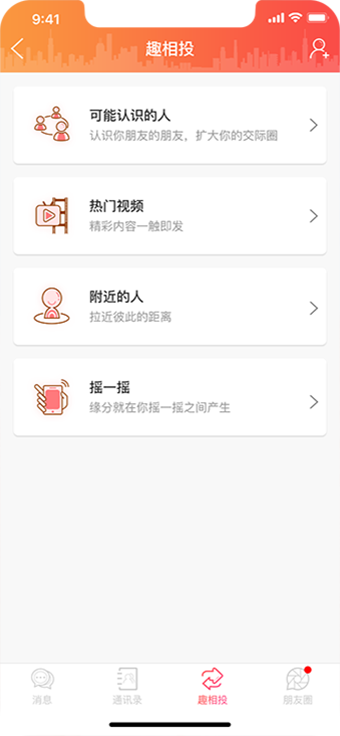 9:41
趣相投
可能认识的人
认识你朋友的朋友，扩大你的交际圈
热门视频
精彩内容一触即发
附近的人
拉近彼此的距离
摇一摇
缘分就在你摇一摇之间产生
消息
通讯录
趣相投
朋友圈